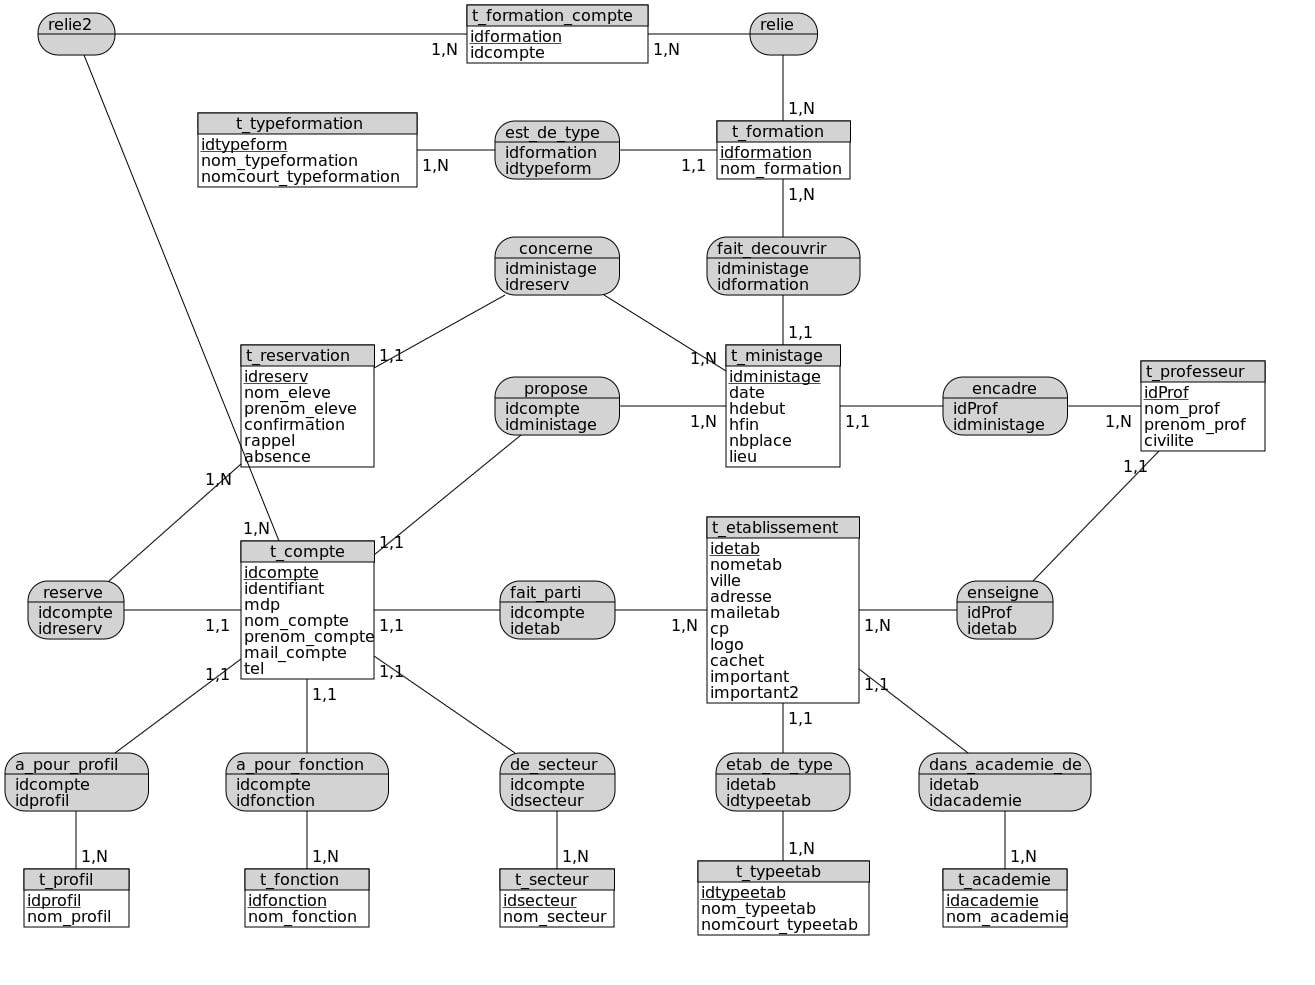 relie2
t_formation_compte
idformation
idcompte
relie
1,N
1,N
1,N
t_typeformation
idtypeform
nom_typeformation
nomcourt_typeformation
1,N
est_de_type
idformation
idtypeform
1,1
t_formation
idformation
nom_formation
1,N
concerne
idministage
idreserv
fait_decouvrir
idministage
idformation
1,1
t_reservation
idreserv
nom_eleve
prenom_eleve
confirmation
rappel
absence
1,1
1,N
propose
idcompte
idministage
1,N
t_ministage
idministage
date
hdebut
hfin
nbplace
lieu
1,1
encadre
idProf
idministage
1,N
t_professeur
idProf
nom_prof
prenom_prof
civilite
1,1
1,N
1,N
1,1
reserve
idcompte
idreserv
1,1
t_compte
idcompte
identifiant
mdp
nom_compte
prenom_compte
mail_compte
tel
1,1
fait_parti
idcompte
idetab
1,N
t_etablissement
idetab
nometab
ville
adresse
mailetab
cp
logo
cachet
important
important2
1,N
enseigne
idProf
idetab
1,1
1,1
1,1
1,1
1,1
a_pour_profil
idcompte
idprofil
a_pour_fonction
idcompte
idfonction
de_secteur
idcompte
idsecteur
etab_de_type
idetab
idtypeetab
dans_academie_de
idetab
idacademie
1,N
1,N
1,N
1,N
1,N
t_profil
idprofil
nom_profil
t_fonction
idfonction
nom_fonction
t_secteur
idsecteur
nom_secteur
t_typeetab
idtypeetab
nom_typeetab
nomcourt_typeetab
t_academie
idacademie
nom_academie